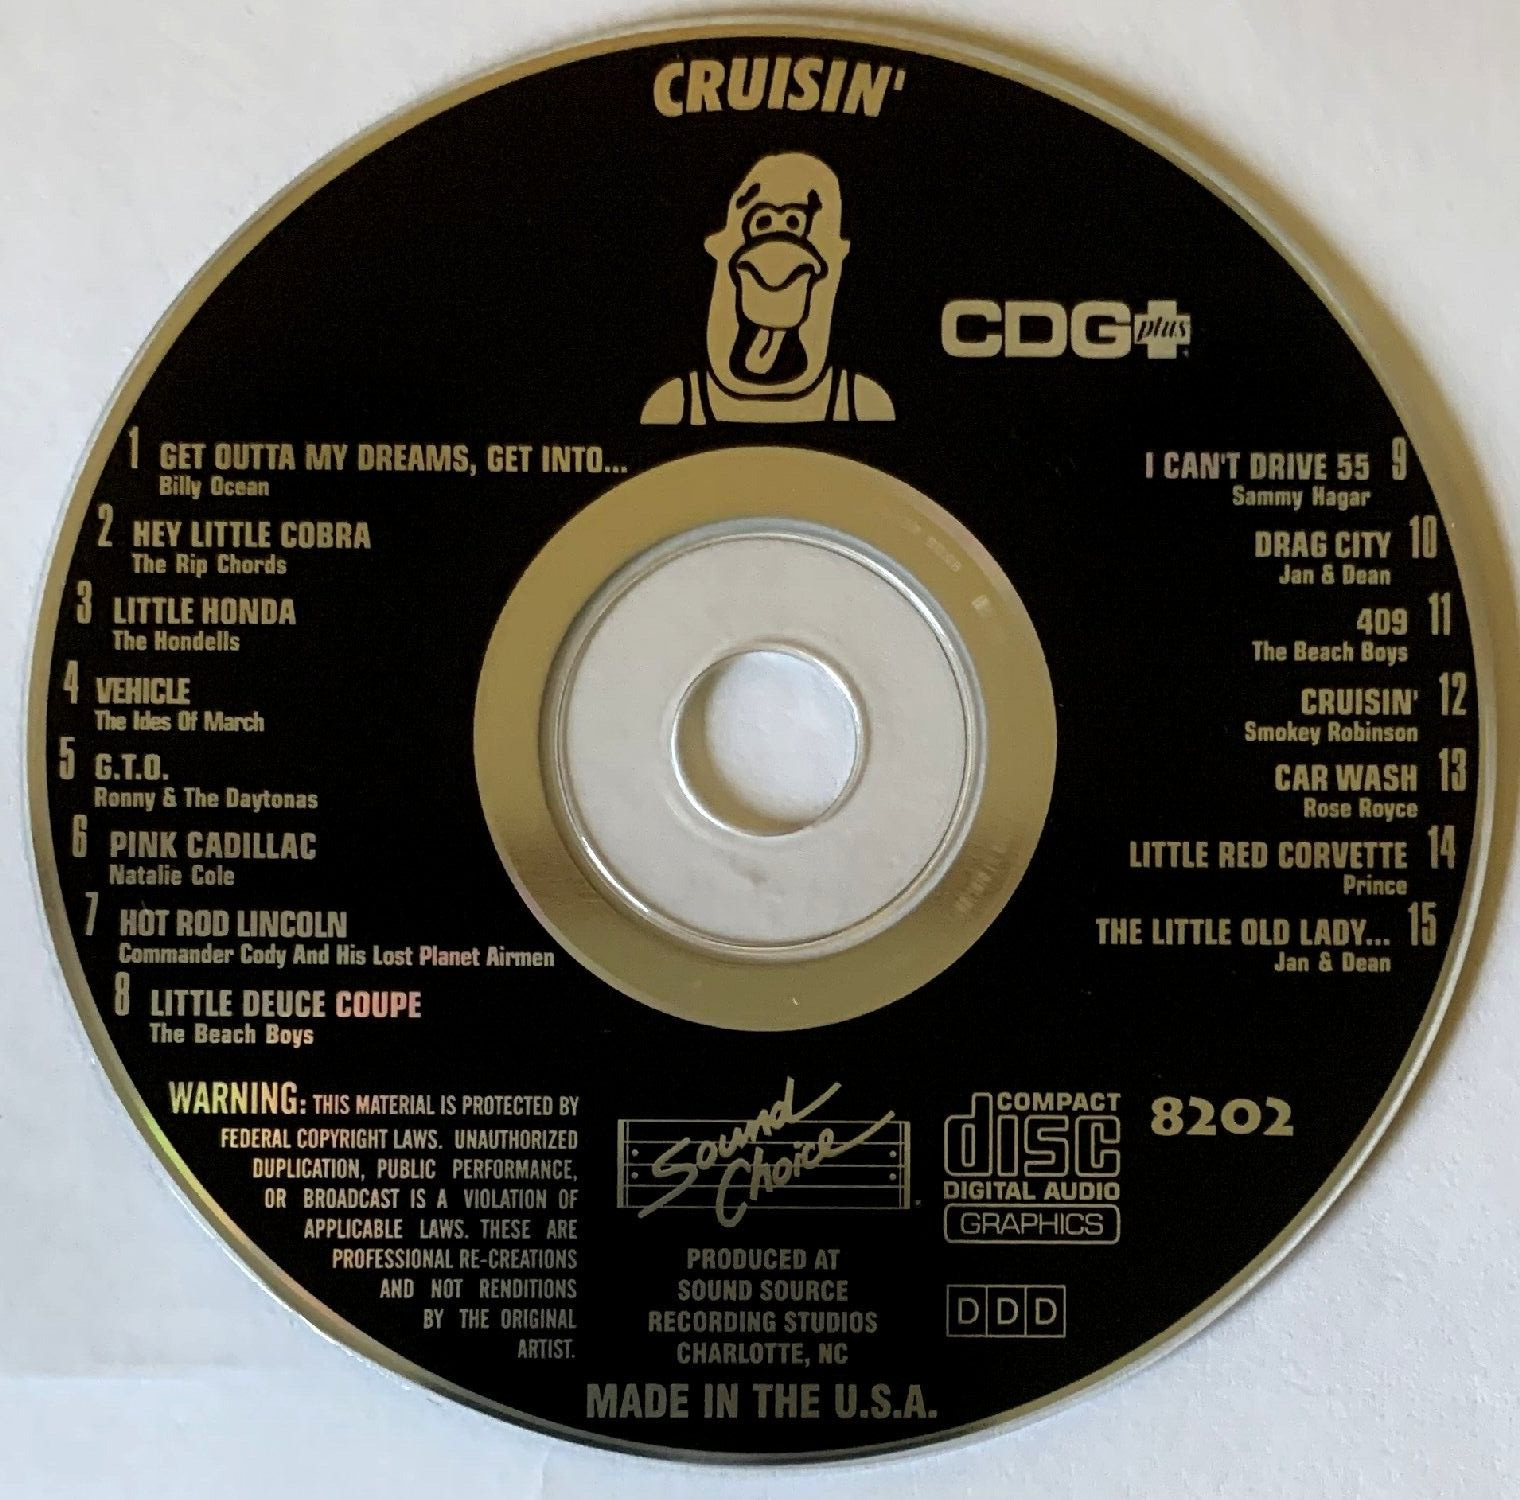 CRUISIN'
CDG plus
1 GET OUTTA MY DREAMS, GET INTO...
Billy Ocean
2 HEY LITTLE COBRA
The Rip Chords
3 LITTLE HONDA
The Hondells
4 VEHICLE
The Ides Of March
5 G.T.O.
Ronny & The Daytonas
6 PINK CADILLAC
Natalie Cole
7 HOT ROD LINCOLN
Commander Cody And His Lost Planet Airmen
8 LITTLE DEUCE COUPE
The Beach Boys
I CAN'T DRIVE 55 9
Sammy Hagar
DRAG CITY 10
Jan & Dean
409 11
The Beach Boys
CRUISIN' 12
Smokey Robinson
CAR WASH 13
Rose Royce
LITTLE RED CORVETTE 14
Prince
THE LITTLE OLD LADY... 15
Jan & Dean
WARNING: THIS MATERIAL IS PROTECTED BY
FEDERAL COPYRIGHT LAWS. UNAUTHORIZED
DUPLICATION, PUBLIC PERFORMANCE,
OR BROADCAST IS A VIOLATION OF
APPLICABLE LAWS. THESE ARE
PROFESSIONAL RE-CREATIONS
AND NOT RENDITIONS
BY THE ORIGINAL
ARTIST.
Sound
Choice
PRODUCED AT
SOUND SOURCE
RECORDING STUDIOS
CHARLOTTE, NC
MADE IN THE U.S.A.
COMPACT
disc
DIGITAL AUDIO
GRAPHICS
8202
DDD